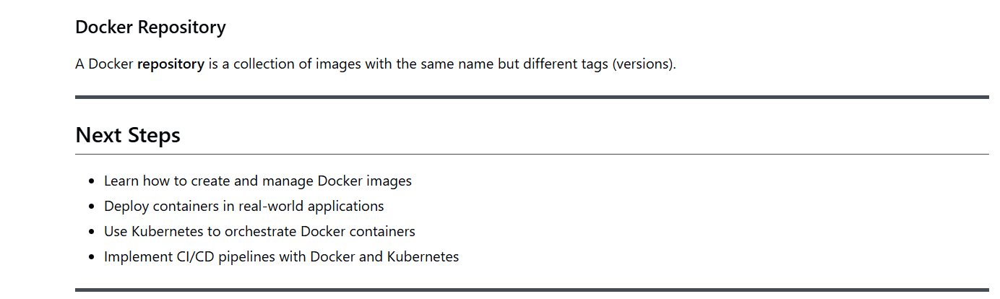 Docker Repository
A Docker repository is a collection of images with the same name but different tags (versions).
Next Steps
Learn how to create and manage Docker images
Deploy containers in real-world applications
Use Kubernetes to orchestrate Docker containers
Implement CI/CD pipelines with Docker and Kubernetes